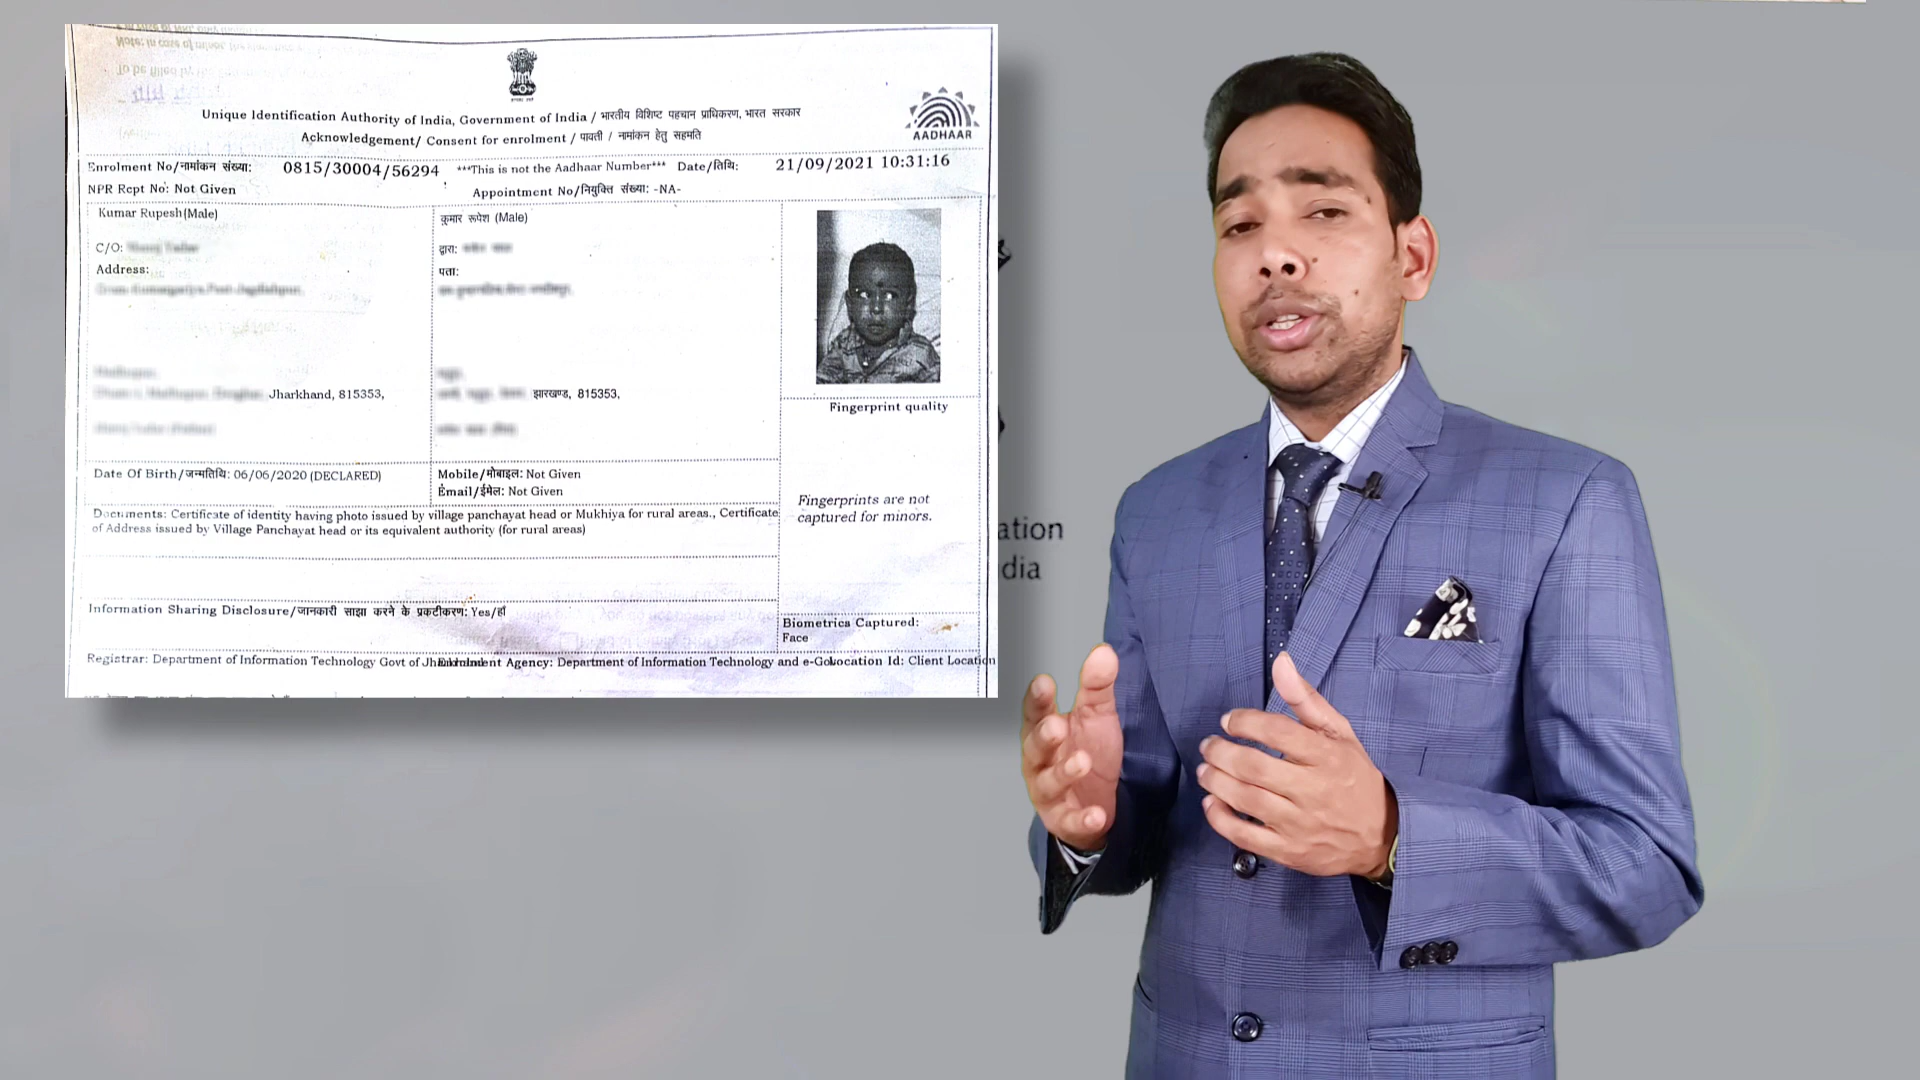 Unique Identification Authority of India, Government of India / भारतीय विशिष्ट पहचान प्राधिकरण, भारत सरकार
Acknowledgement/ Consent for enrolment / पावती / नामांकन हेतु सहमति
AADHAAR
Enrolment No/नामांकन संख्या: 0815/30004/56294 ***This is not the Aadhaar Number*** Date/तिथि: 21/09/2021 10:31:16
NPR Rcpt No: Not Given Appointment No/नियुक्ति संख्या: -NA-
Kumar Rupesh(Male)
C/O:
Address:
Jharkhand, 815353,
कुमार रूपेश (Male)
द्वारा:
पता:
झारखण्ड, 815353,
Fingerprint quality
Fingerprints are not
captured for minors.
Date Of Birth/जन्मतिथि: 06/06/2020 (DECLARED)
Mobile/मोबाइल: Not Given
Email/ईमेल: Not Given
Documents: Certificate of identity having photo issued by village panchayat head or Mukhiya for rural areas., Certificate
of Address issued by Village Panchayat head or its equivalent authority (for rural areas)
Information Sharing Disclosure/जानकारी साझा करने के प्रकटीकरण: Yes/हाँ
Biometrics Captured:
Face
Registrar: Department of Information Technology Govt of Agency: Department of Information Technology and Id: Client Location
ation
dia